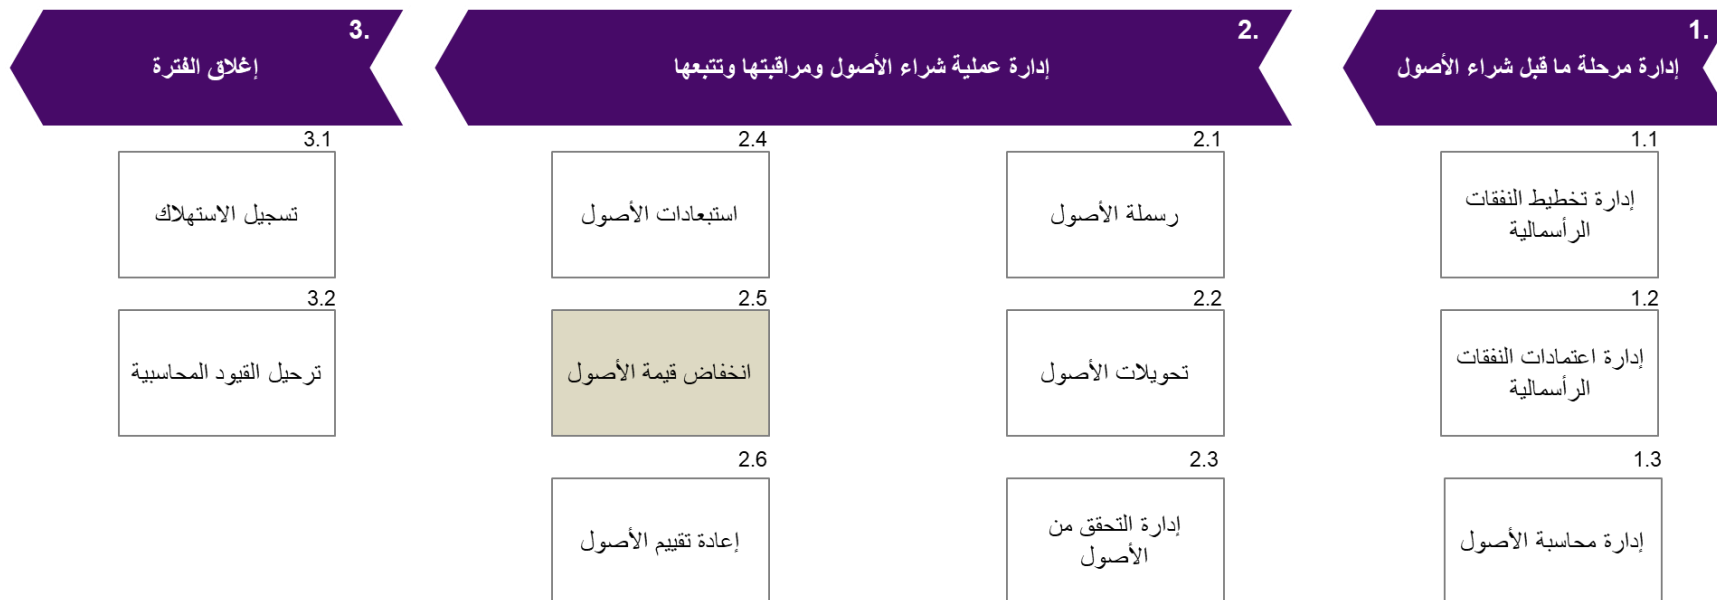 1.
إدارة مرحلة ما قبل شراء الأصول
2.
إدارة عملية شراء الأصول ومراقبتها وتتبعها
3.
إغلاق الفترة
1.1
إدارة تخطيط النفقات
الرأسمالية
1.2
إدارة اعتمادات النفقات
الرأسمالية
1.3
إدارة محاسبة الأصول
2.1
رسملة الأصول
2.2
تحويلات الأصول
2.3
إدارة التحقق من
الأصول
2.4
استبعادات الأصول
2.5
انخفاض قيمة الأصول
2.6
إعادة تقييم الأصول
3.1
تسجيل الاستهلاك
3.2
ترحيل القيود المحاسبية